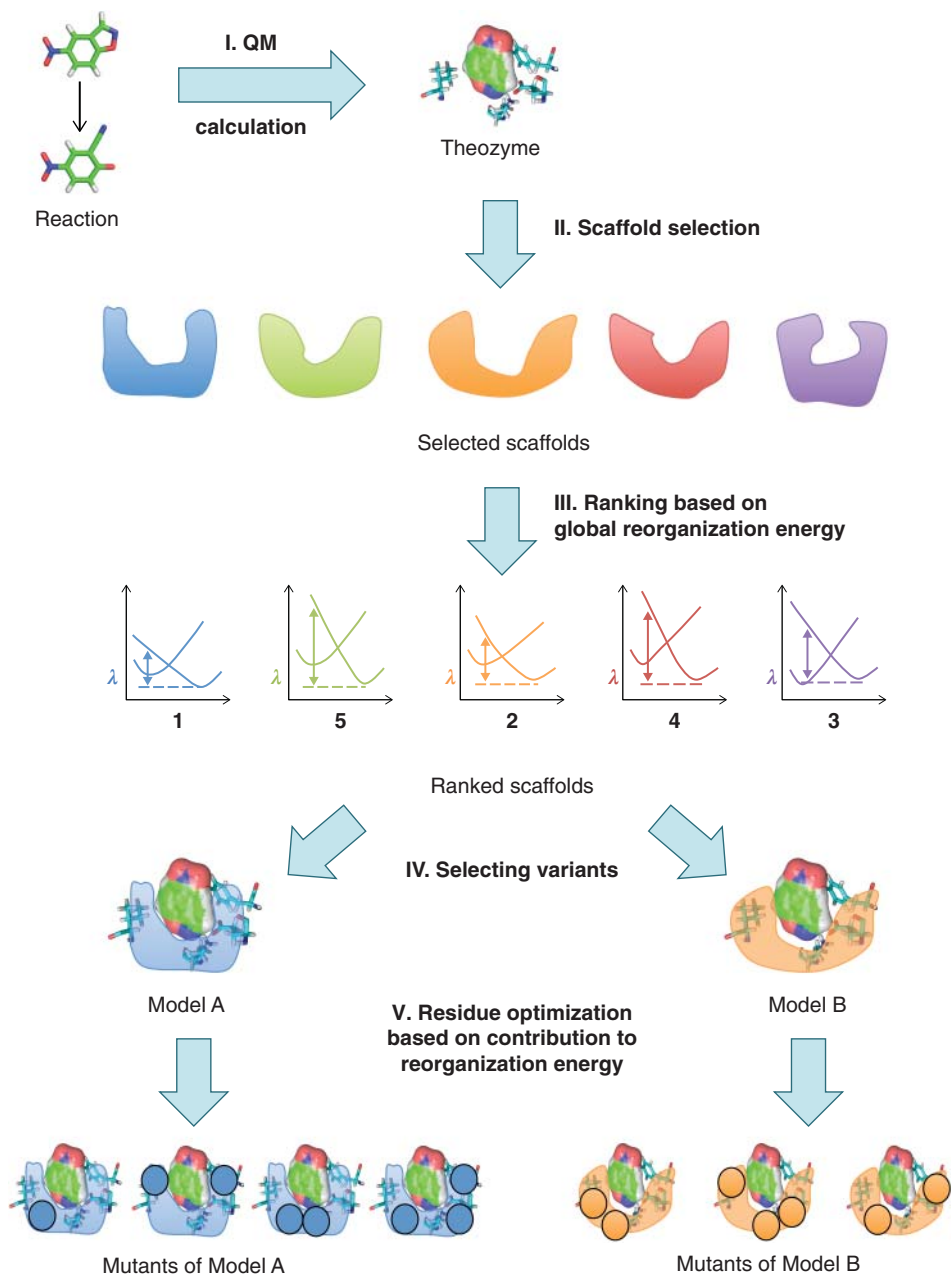 I. QM
calculation
Reaction
Theozyme
II. Scaffold selection
Selected scaffolds
III. Ranking based on
global reorganization energy
λ
λ
λ
λ
λ
1
5
2
4
3
Ranked scaffolds
IV. Selecting variants
Model A
Model B
V. Residue optimization
based on contribution to
reorganization energy
Mutants of Model A
Mutants of Model B